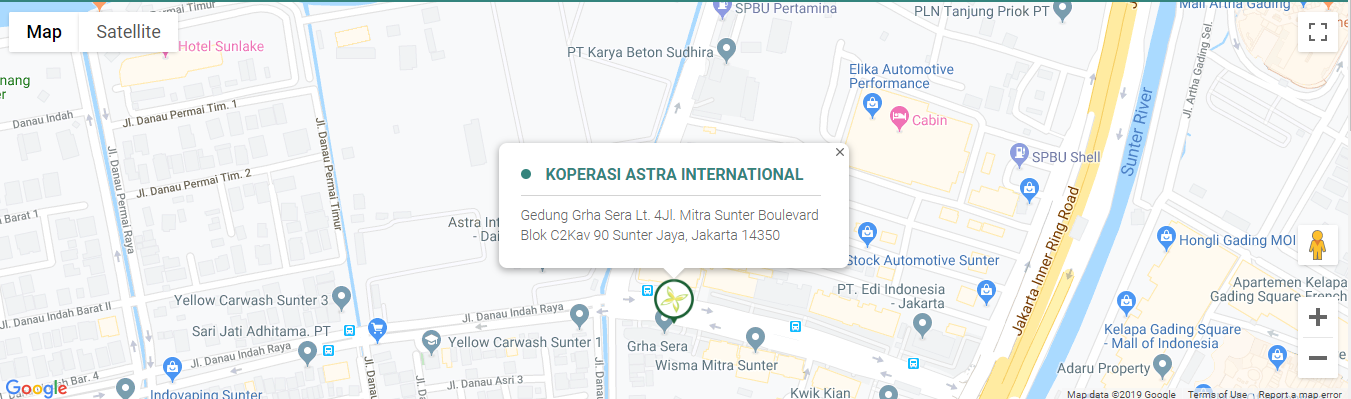 Map
Satellite
Permai Timur
SPBU Pertamina
PLN Tanjung Priok PT
Mall Artha Gading
Hotel Sunlake
PT Karya Beton Sudhira
Jl. Artha Gading Sel.
Elika Automotive
Performance
Cabin
Danau Indah
Jl. Danau Permai Tim. 1
Jl. Danau Permai Timur
Jl. Danau Permai Raya
Jl. Danau Permai Tim. 2
Sunter River
SPBU Shell
KOPERASI ASTRA INTERNATIONAL
Gedung Grha Sera Lt. 4Jl. Mitra Sunter Boulevard
Blok C2Kav 90 Sunter Jaya, Jakarta 14350
Barat 1
Astra Int
- Dai
Jakarta Inner Ring Road
Hongli Gading MOI
Stock Automotive Sunter
PT. Edi Indonesia
- Jakarta
Apartemen Kelapa
Gading Square French
Yellow Carwash Sunter 3
Jl. Danau Indah Barat II
Jl. Danau Indah Raya
Sari Jati Adhitama. PT
Kelapa Gading Square
- Mall of Indonesia
Yellow Carwash Sunter 1
Grha Sera
Jl. Danau Indah Raya
Wisma Mitra Sunter
Adaru Property
Bar. 4
Jl. Danau Asri 3
Google
Indovaping Sunter
Kwik Kian
Map data ©2019 Google
Terms of Use
Report a map error